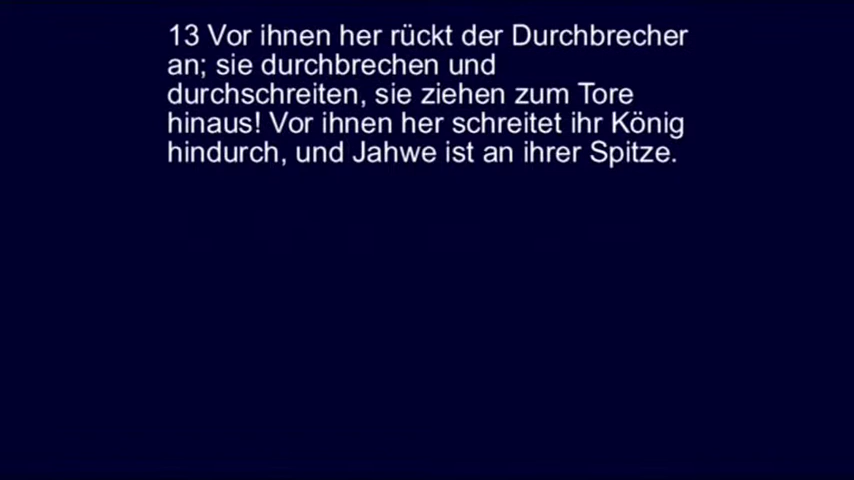 13 Vor ihnen her rückt der Durchbrecher
an; sie durchbrechen und
durchschreiten, sie ziehen zum Tore
hinaus! Vor ihnen her schreitet ihr König
hindurch, und Jahwe ist an ihrer Spitze.